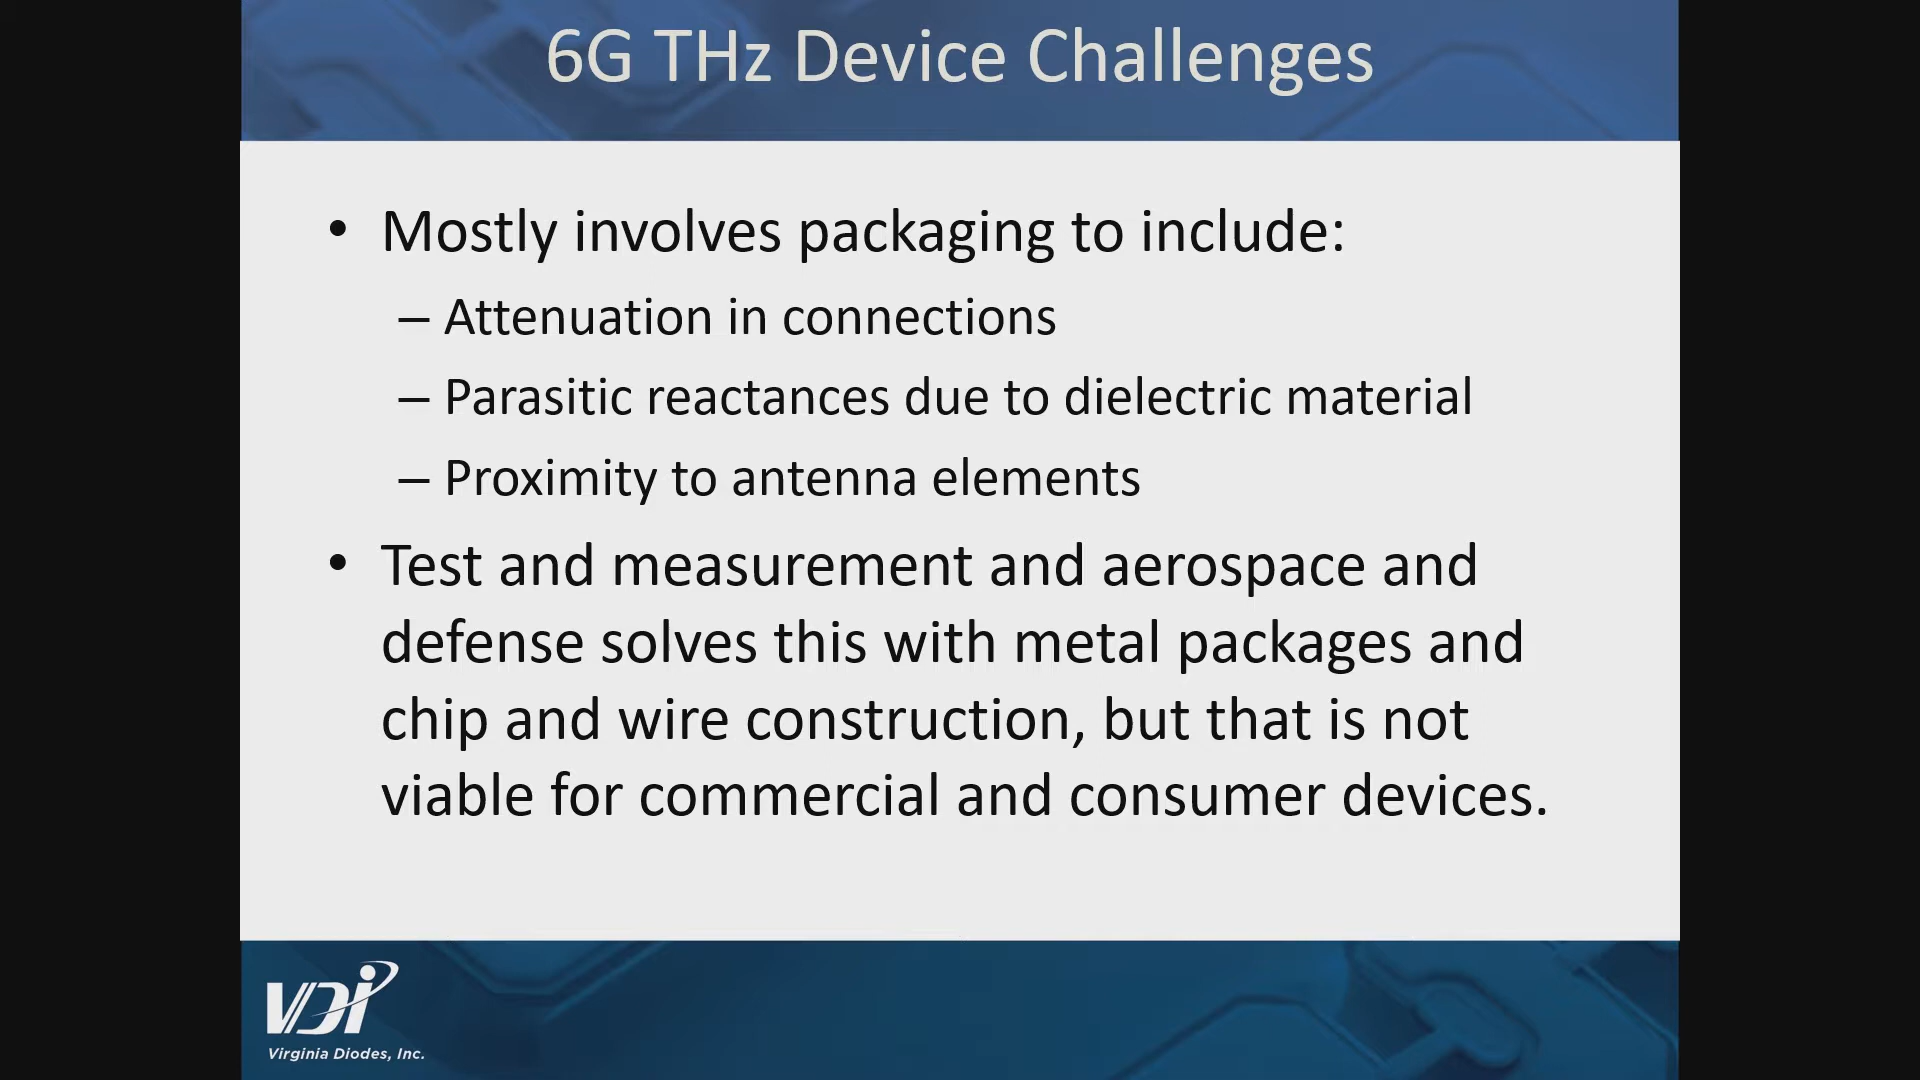 6G THz Device Challenges
• Mostly involves packaging to include:
– Attenuation in connections
– Parasitic reactances due to dielectric material
– Proximity to antenna elements
• Test and measurement and aerospace and
defense solves this with metal packages and
chip and wire construction, but that is not
viable for commercial and consumer devices.
VDi
Virginia Diodes, Inc.